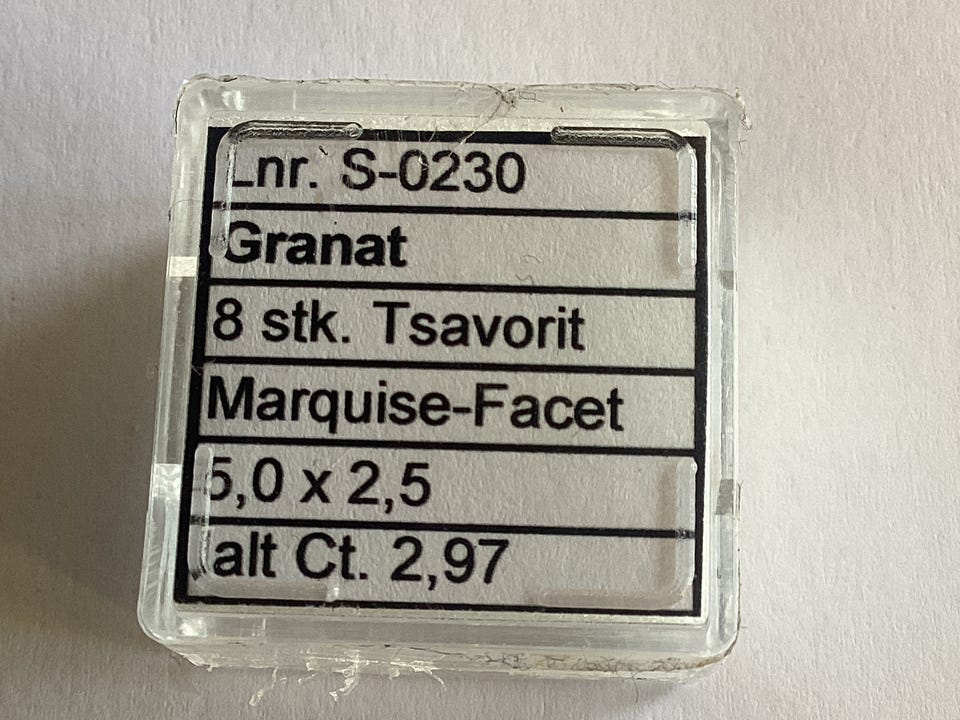 Lnr. S-0230
Granat
8 stk. Tsavorit
Marquise-Facet
5,0 x 2,5
alt Ct. 2,97